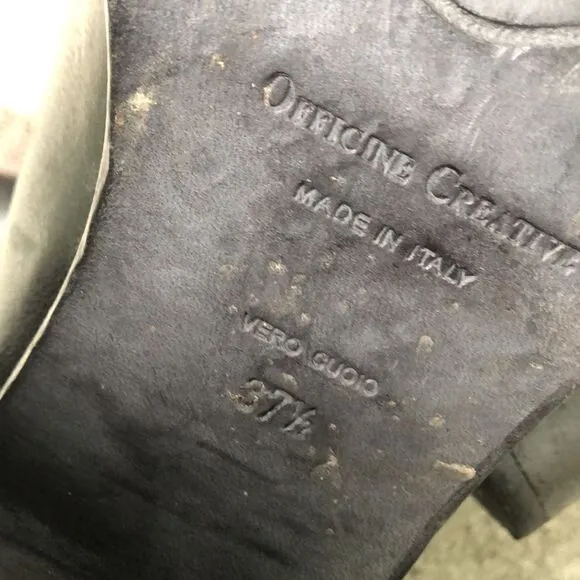 OFFICINE CREATIVE
MADE IN ITALY
VERO CUOIO
37½